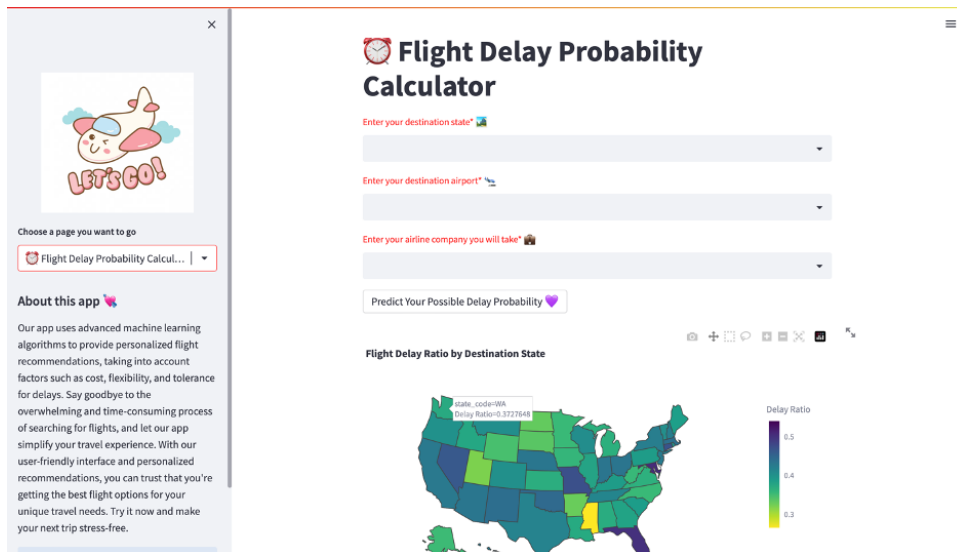 LET'S GO!
Choose a page you want to go
⏰ Flight Delay Probability Calcul...
About this app 💘
Our app uses advanced machine learning
algorithms to provide personalized flight
recommendations, taking into account
factors such as cost, flexibility, and tolerance
for delays. Say goodbye to the
overwhelming and time-consuming process
of searching for flights, and let our app
simplify your travel experience. With our
user-friendly interface and personalized
recommendations, you can trust that you're
getting the best flight options for your
unique travel needs. Try it now and make
your next trip stress-free.
⏰ Flight Delay Probability
Calculator
Enter your destination state* 🏞️
Enter your destination airport* 🛬
Enter your airline company you will take* 💼
Predict Your Possible Delay Probability 💜
Flight Delay Ratio by Destination State
state_code=WA
Delay Ratio=0.3727648
Delay Ratio
0.5
0.4
0.3